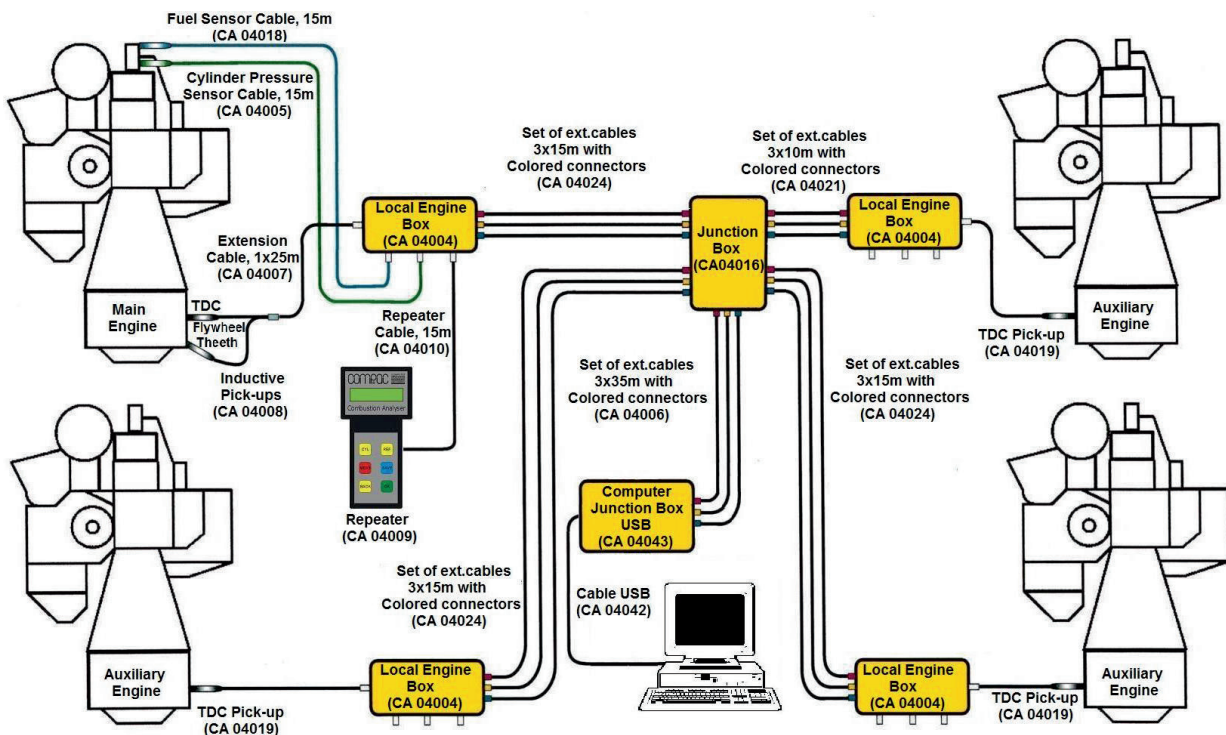 Fuel Sensor Cable, 15m
(CA 04018)
Cylinder Pressure
Sensor Cable, 15m
(CA 04005)
Set of ext.cables
3x15m with
Colored connectors
(CA 04024)
Set of ext.cables
3x10m with
Colored connectors
(CA 04021)
Local Engine
Box
(CA 04004)
Junction
Box
(CA04016)
Local Engine
Box
(CA 04004)
Extension
Cable, 1x25m
(CA 04007)
Main
Engine
TDC
Flywheel
Theeth
Inductive
Pick-ups
(CA 04008)
Repeater
Cable, 15m
(CA 04010)
Auxiliary
Engine
TDC Pick-up
(CA 04019)
Combustion Analyser
Repeater
(CA 04009)
Set of ext.cables
3x35m with
Colored connectors
(CA 04006)
Set of ext.cables
3x15m with
Colored connectors
(CA 04024)
Computer
Junction Box
USB
(CA 04043)
Set of ext.cables
3x15m with
Colored connectors
(CA 04024)
Cable USB
(CA 04042)
Auxiliary
Engine
TDC Pick-up
(CA 04019)
Local Engine
Box
(CA 04004)
Local Engine
Box
(CA 04004)
TDC Pick-up
(CA 04019)
Auxiliary
Engine